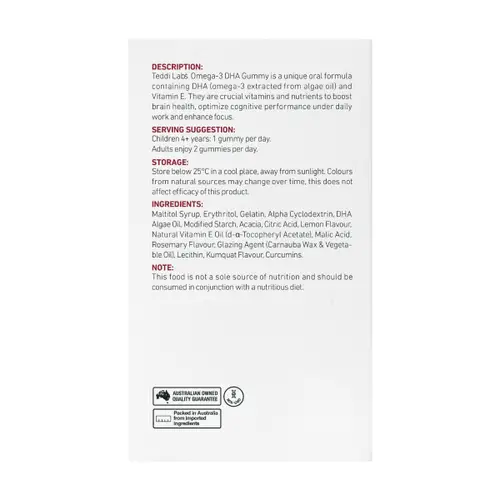 DESCRIPTION:
Teddi Labs Omega-3 DHA Gummy is a unique oral formula
containing DHA (omega-3 extracted from algae oil) and
Vitamin E. They are crucial vitamins and nutrients to boost
brain health, optimize cognitive performance under daily
work and enhance focus.
SERVING SUGGESTION:
Children 4+ years: 1 gummy per day.
Adults enjoy 2 gummies per day.
STORAGE:
Store below 25°C in a cool place, away from sunlight. Colours
from natural sources may change over time, this does not
affect efficacy of this product.
INGREDIENTS:
Maltitol Syrup, Erythritol, Gelatin, Alpha Cyclodextrin, DHA
Algae Oil, Modified Starch, Acacia, Citric Acid, Lemon Flavour,
Natural Vitamin E Oil (d-α-Tocopheryl Acetate), Malic Acid,
Rosemary Flavour, Glazing Agent (Carnauba Wax & Vegeta-
ble Oil), Lecithin, Kumquat Flavour, Curcumins.
NOTE:
This food is not a sole source of nutrition and should be
consumed in conjunction with a nutritious diet.
AUSTRALIAN OWNED
QUALITY GUARANTEE
Packed in Australia
from imported
ingredients